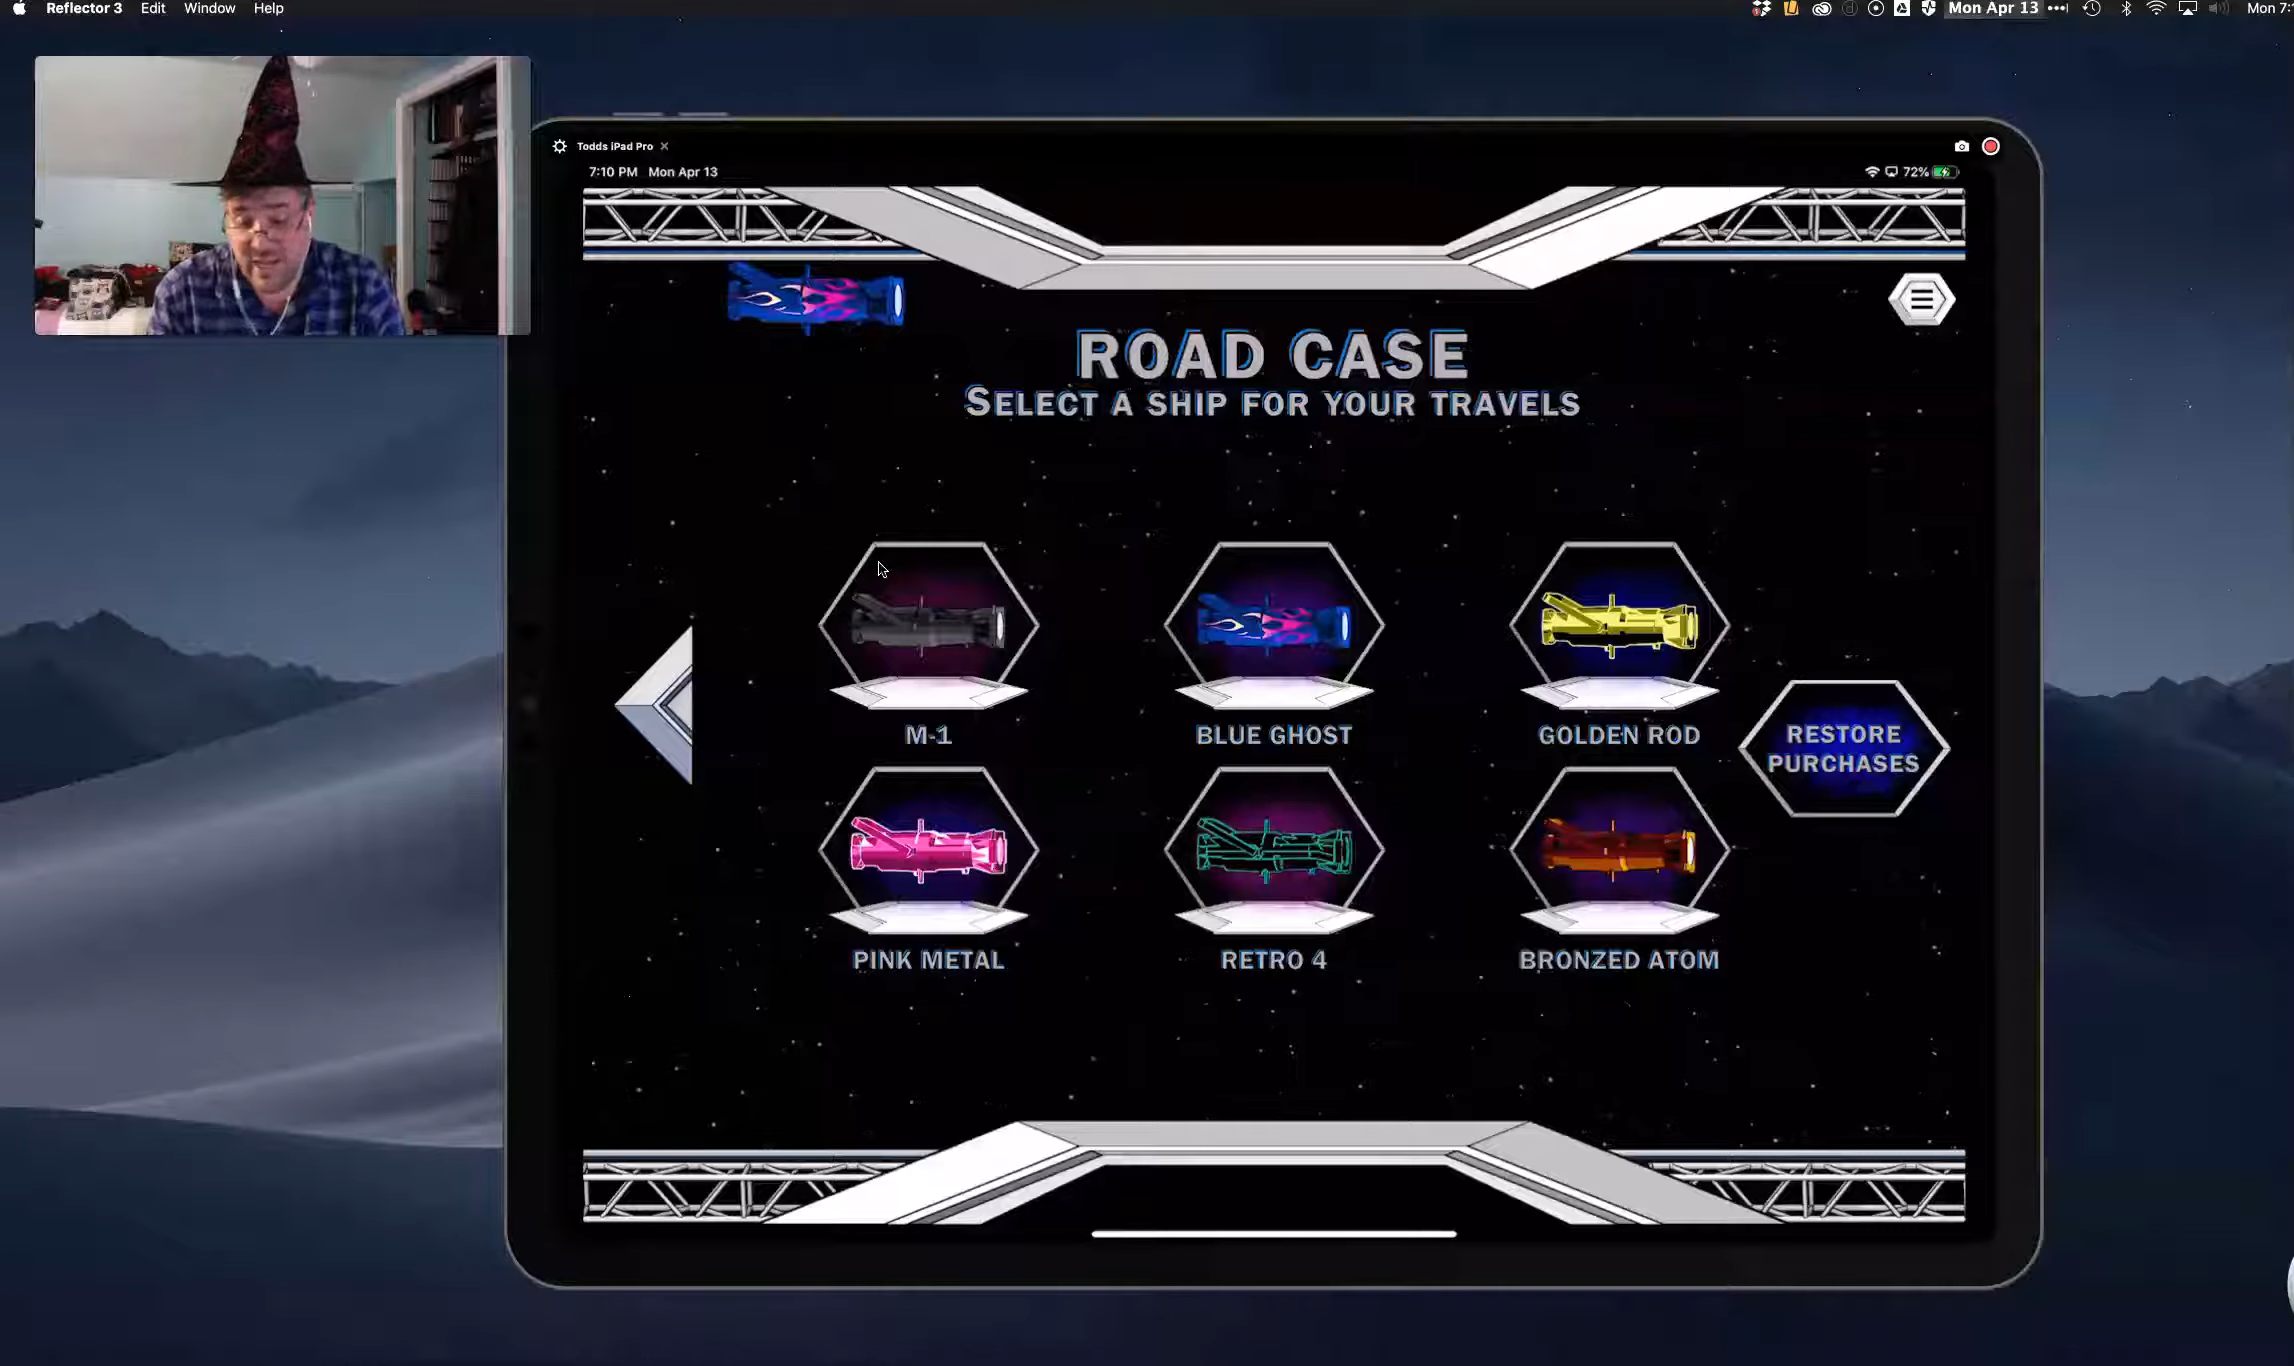 Reflector 3 Edit Window Help
Mon Apr 13
Mon 7:
Todds iPad Pro
7:10 PM Mon Apr 13
72%
ROAD CASE
SELECT A SHIP FOR YOUR TRAVELS
M-1
BLUE GHOST
GOLDEN ROD
RESTORE
PURCHASES
PINK METAL
RETRO 4
BRONZED ATOM